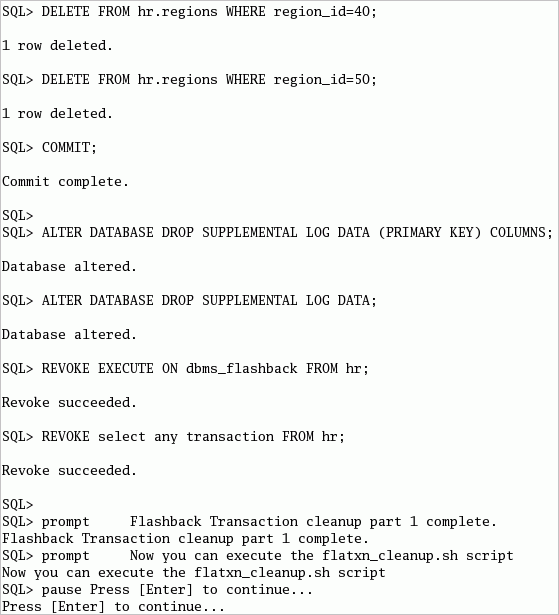 SQL> DELETE FROM hr.regions WHERE region_id=40;
1 row deleted.
SQL> DELETE FROM hr.regions WHERE region_id=50;
1 row deleted.
SQL> COMMIT;
Commit complete.
SQL>
SQL> ALTER DATABASE DROP SUPPLEMENTAL LOG DATA (PRIMARY KEY) COLUMNS;
Database altered.
SQL> ALTER DATABASE DROP SUPPLEMENTAL LOG DATA;
Database altered.
SQL> REVOKE EXECUTE ON dbms_flashback FROM hr;
Revoke succeeded.
SQL> REVOKE select any transaction FROM hr;
Revoke succeeded.
SQL>
SQL> prompt     Flashback Transaction cleanup part 1 complete.
Flashback Transaction cleanup part 1 complete.
SQL> prompt     Now you can execute the flatxn_cleanup.sh script
Now you can execute the flatxn_cleanup.sh script
SQL> pause Press [Enter] to continue...
Press [Enter] to continue...